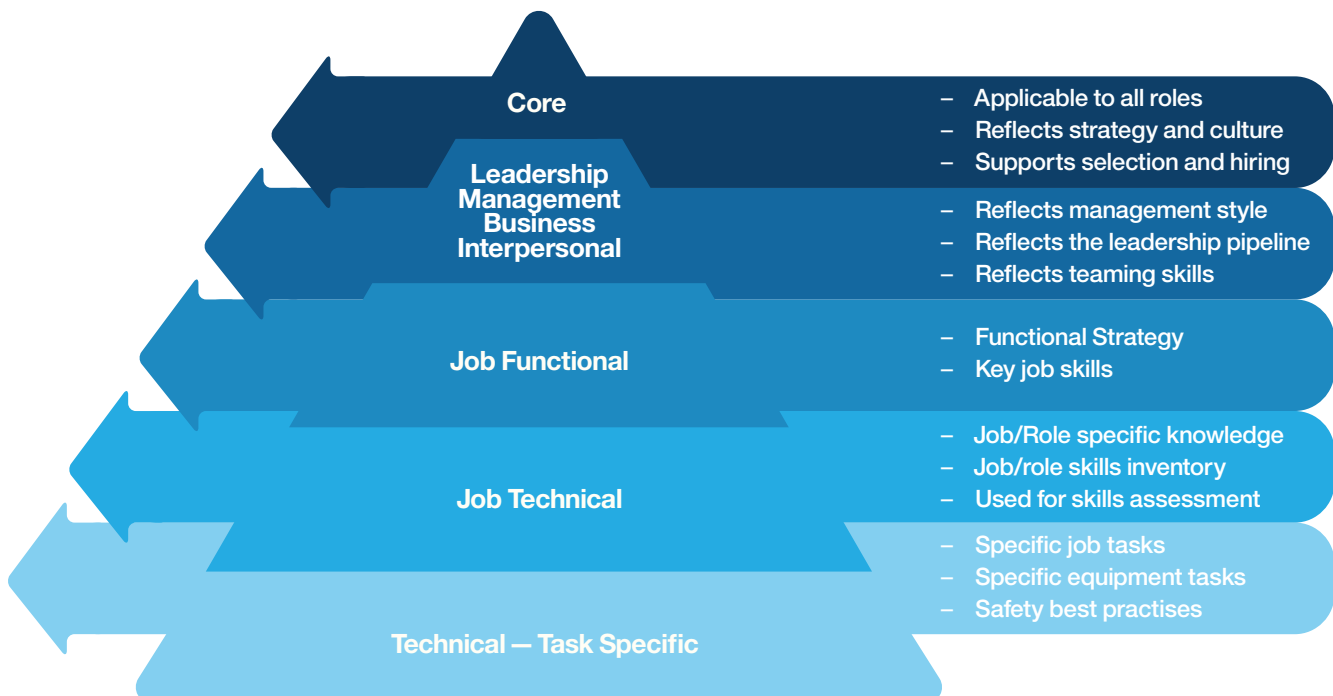 Core
– Applicable to all roles
– Reflects strategy and culture
– Supports selection and hiring
Leadership
Management
Business
Interpersonal
– Reflects management style
– Reflects the leadership pipeline
– Reflects teaming skills
Job Functional
– Functional Strategy
– Key job skills
Job Technical
– Job/Role specific knowledge
– Job/role skills inventory
– Used for skills assessment
Technical — Task Specific
– Specific job tasks
– Specific equipment tasks
– Safety best practises